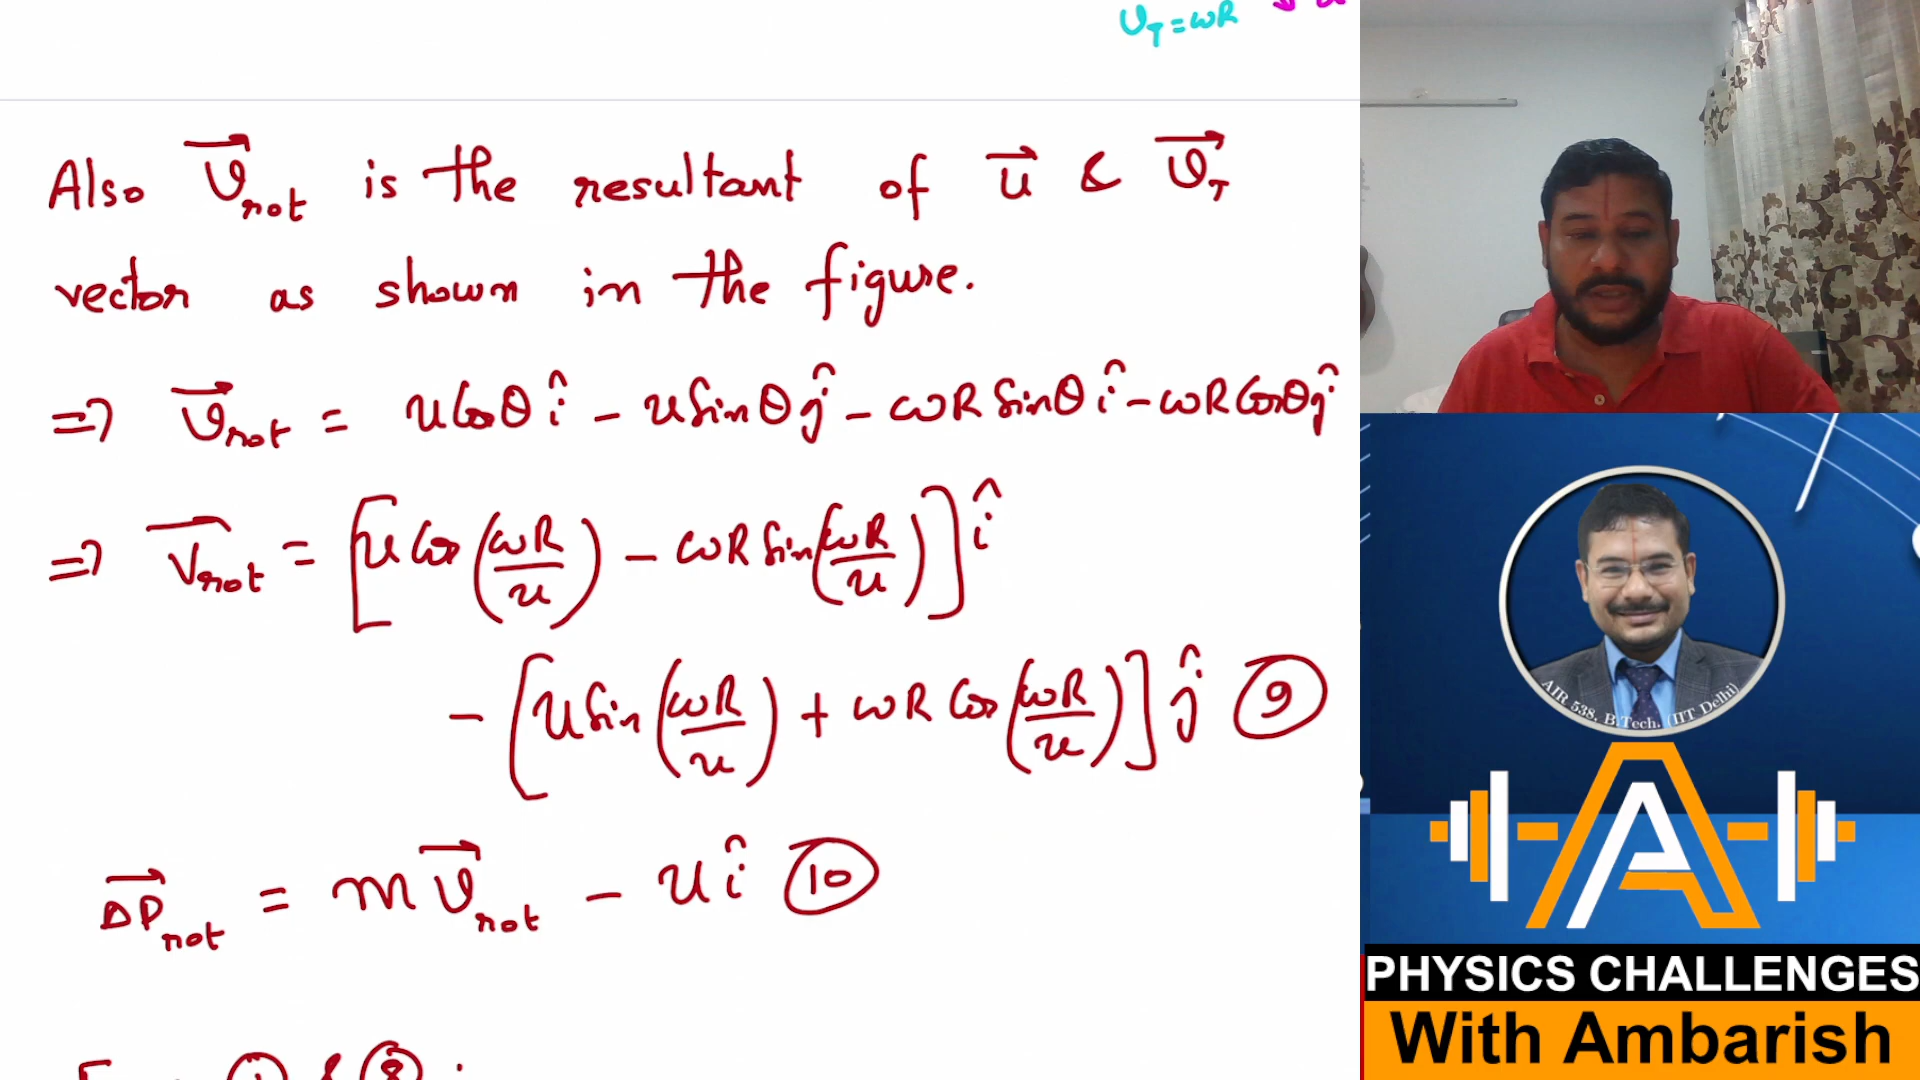 v_T = ωR
Also v⃗_rot is the resultant of u⃗ & v⃗_T
vector as shown in the figure.
⇒ v⃗_rot = u Cosθ î − u Sinθ ĵ − ωR Sinθ î − ωR Cosθ ĵ
⇒ v⃗_rot = [u Cos(ωR/u) − ωR Sin(ωR/u)] î
− [u Sin(ωR/u) + ωR Cos(ωR/u)] ĵ ⑨
ΔP⃗_rot = m v⃗_rot − u î ⑩
& ⑧ :
AIR 538, B.Tech. (IIT Delhi)
A
PHYSICS CHALLENGES
With Ambarish